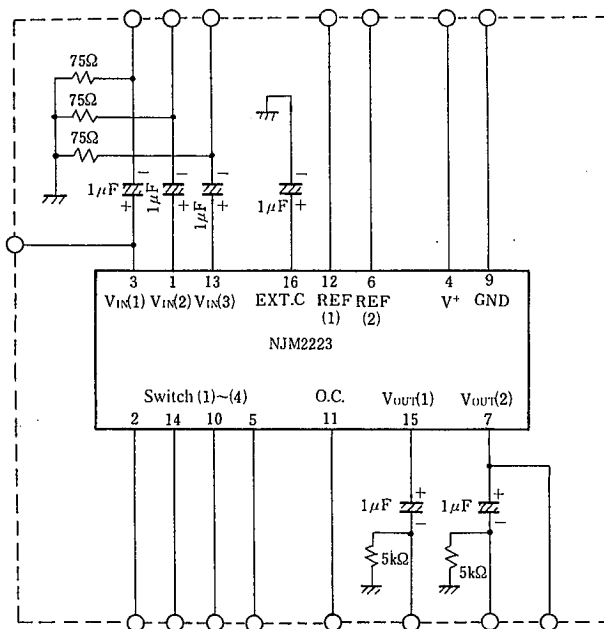 75Ω
75Ω
75Ω
− − − −
1μF 1μF 1μF 1μF
+ + + +
3 1 13 16 12 6 4 9
VIN(1) VIN(2) VIN(3) EXT.C REF REF V+ GND
(1) (2)
NJM2223
Switch (1)~(4) O.C. VOUT(1) VOUT(2)
2 14 10 5 11 15 7
1μF + 1μF +
− −
5kΩ 5kΩ